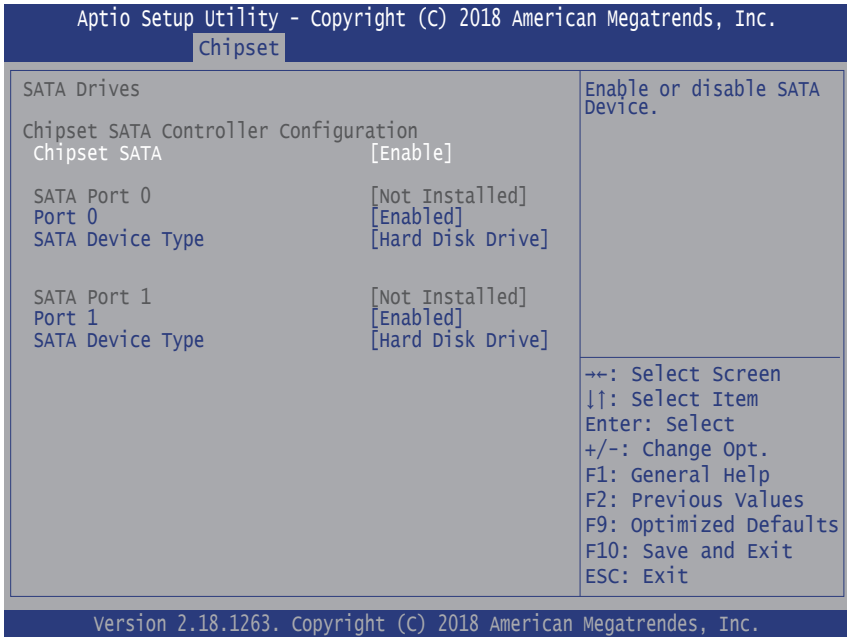 Aptio Setup Utility - Copyright (C) 2018 American Megatrends, Inc.
Chipset
SATA Drives
Chipset SATA Controller Configuration
Chipset SATA [Enable]
SATA Port 0 [Not Installed]
Port 0 [Enabled]
SATA Device Type [Hard Disk Drive]
SATA Port 1 [Not Installed]
Port 1 [Enabled]
SATA Device Type [Hard Disk Drive]
Enable or disable SATA
Device.
→←: Select Screen
↓↑: Select Item
Enter: Select
+/-: Change Opt.
F1: General Help
F2: Previous Values
F9: Optimized Defaults
F10: Save and Exit
ESC: Exit
Version 2.18.1263. Copyright (C) 2018 American Megatrendes, Inc.